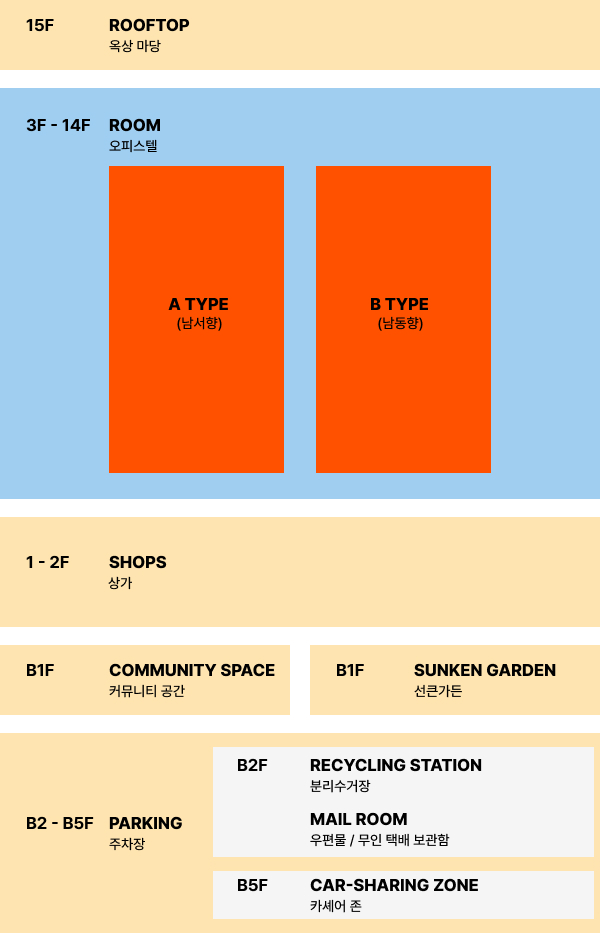 15F ROOFTOP
옥상 마당
3F - 14F ROOM
오피스텔
A TYPE
(남서향)
B TYPE
(남동향)
1 - 2F SHOPS
상가
B1F COMMUNITY SPACE
커뮤니티 공간
B1F SUNKEN GARDEN
선큰가든
B2 - B5F PARKING
주차장
B2F RECYCLING STATION
분리수거장
MAIL ROOM
우편물 / 무인 택배 보관함
B5F CAR-SHARING ZONE
카셰어 존